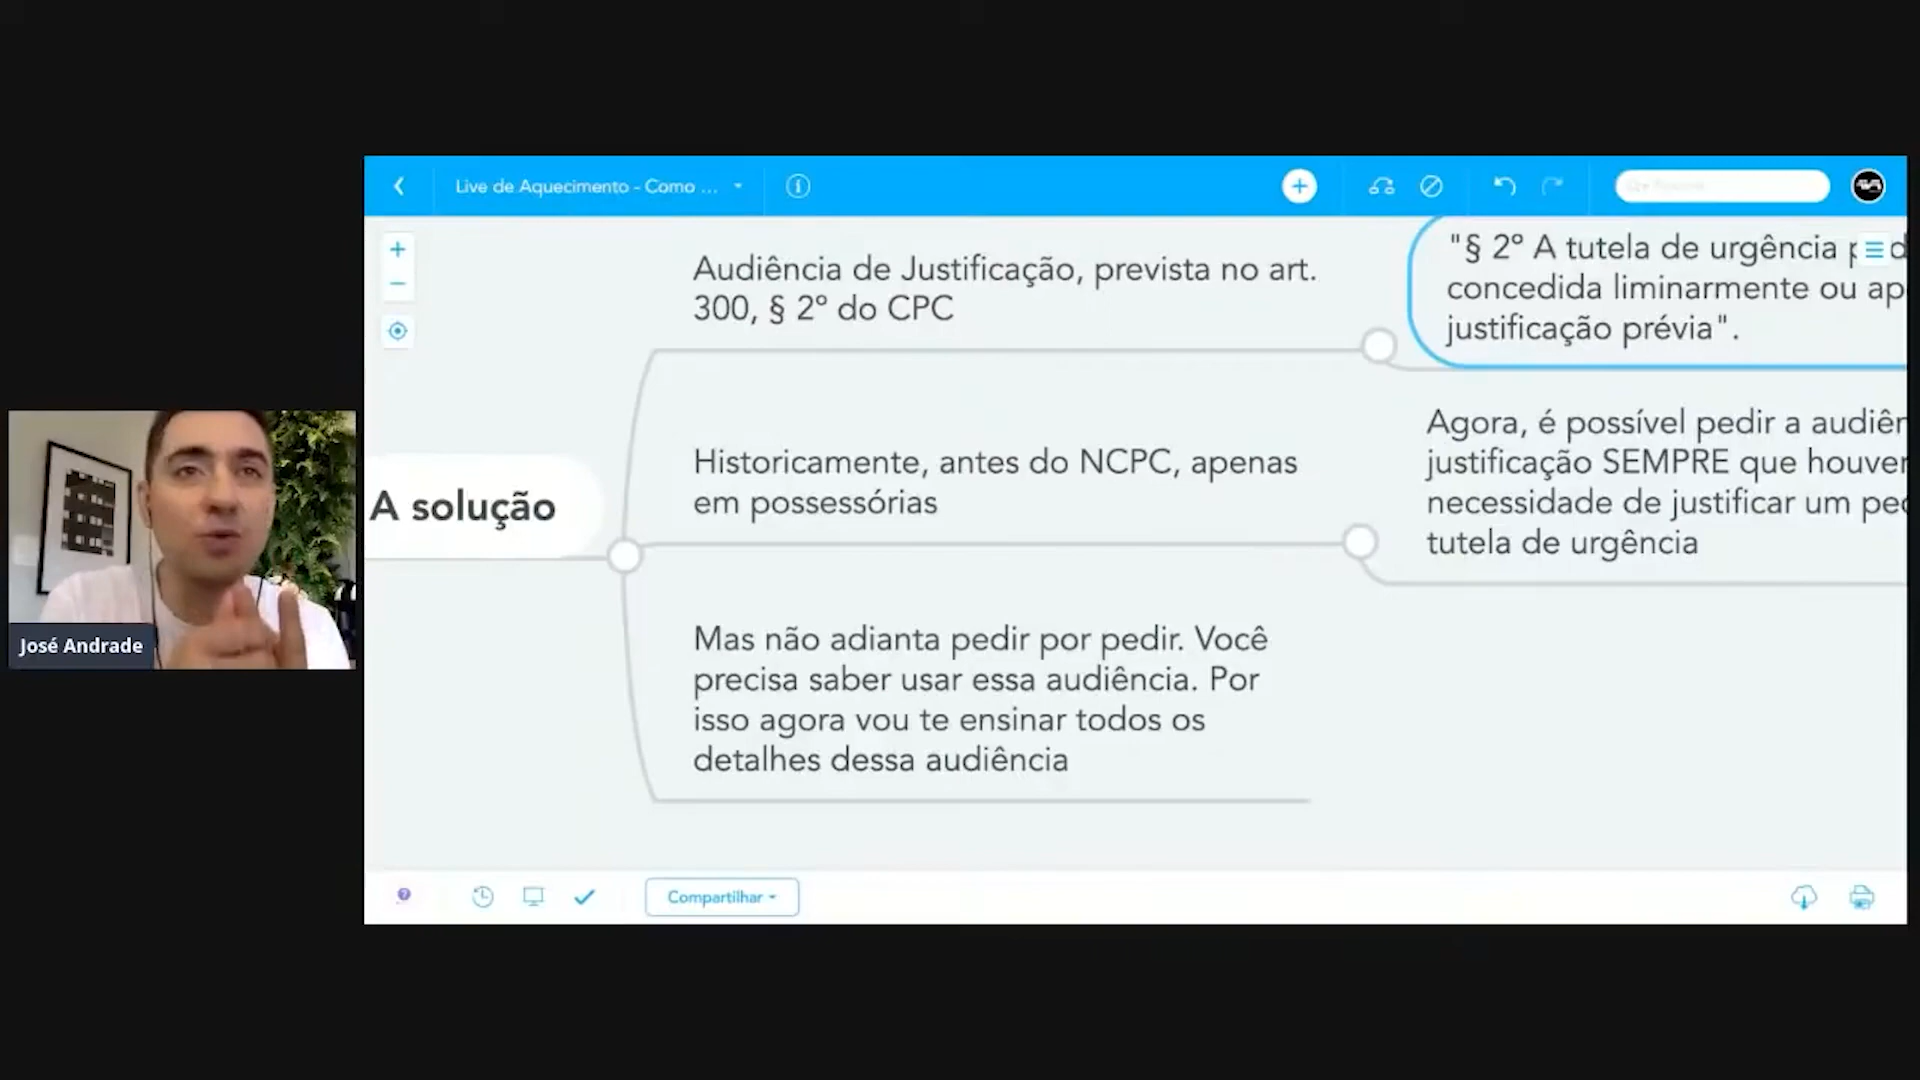 Live de Aquecimento - Como ...
Audiência de Justificação, prevista no art.
300, § 2º do CPC
"§ 2º A tutela de urgência
concedida liminarmente ou
justificação prévia".
Historicamente, antes do NCPC, apenas
em possessórias
Agora, é possível pedir a
justificação SEMPRE que houver
necessidade de justificar um
tutela de urgência
A solução
Mas não adianta pedir por pedir. Você
precisa saber usar essa audiência. Por
isso agora vou te ensinar todos os
detalhes dessa audiência
José Andrade
Compartilhar